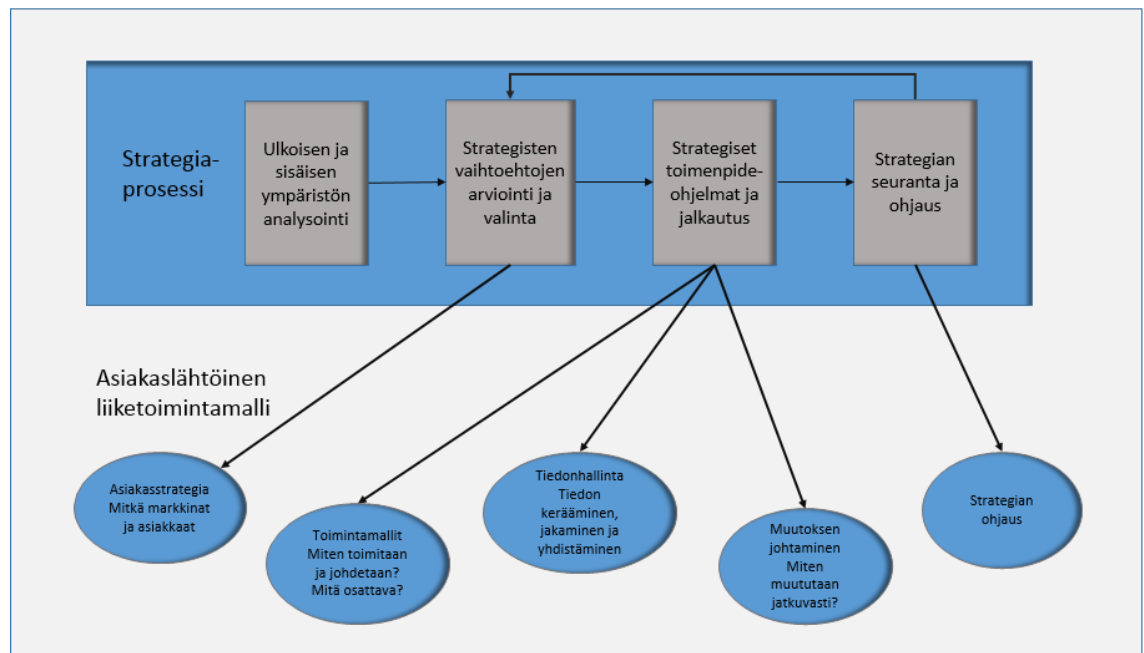 Strategia-
prosessi
Ulkoisen ja
sisäisen
ympäristön
analysointi
Strategisten
vaihtoehtojen
arviointi ja
valinta
Strategiset
toimenpide-
ohjelmat ja
jalkautus
Strategian
seuranta ja
ohjaus
Asiakaslähtöinen
liiketoimintamalli
Asiakasstrategia
Mitkä markkinat
ja asiakkaat
Toimintamallit
Miten toimitaan
ja johdetaan?
Mitä osattava?
Tiedonhallinta
Tiedon
kerääminen,
jakaminen ja
yhdistäminen
Muutoksen
johtaminen
Miten
muututaan
jatkuvasti?
Strategian
ohjaus